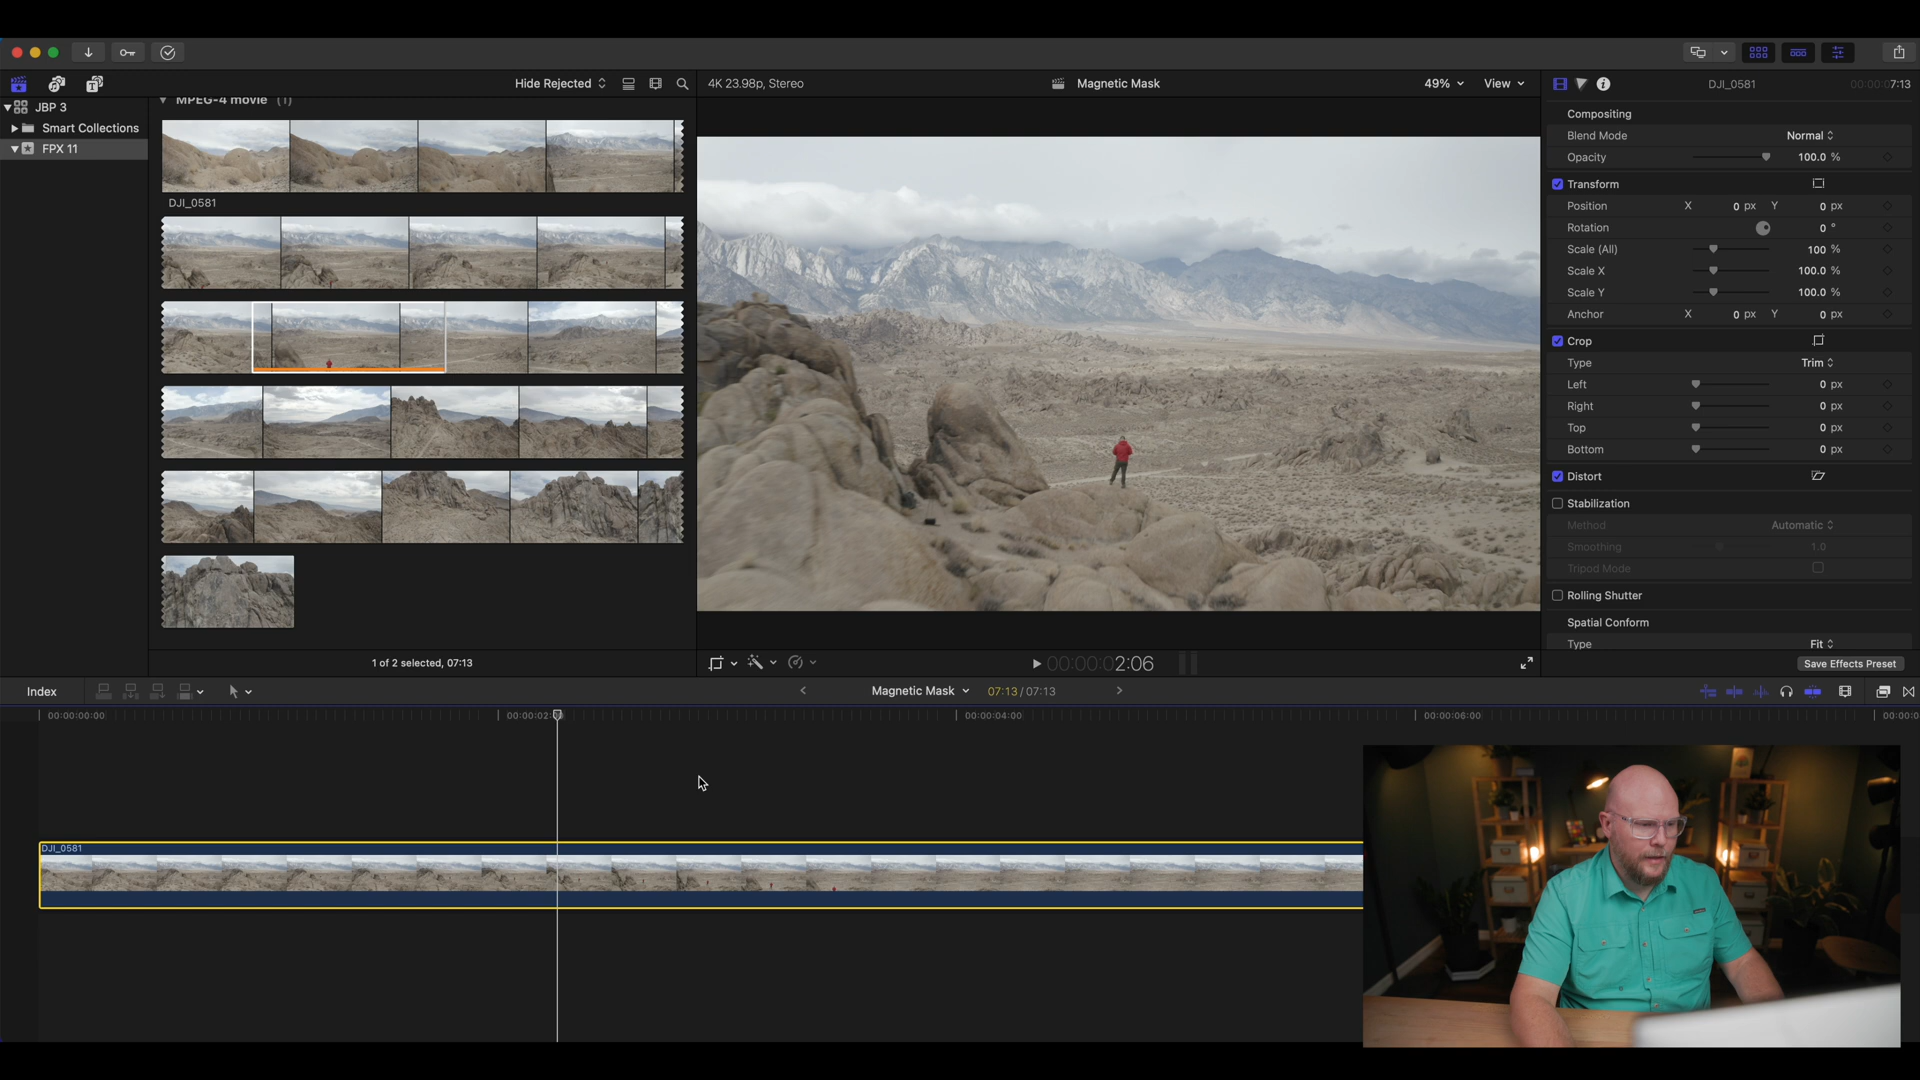 Hide Rejected
4K 23.98p, Stereo
Magnetic Mask
49%
View
DJI_0581
00:00:07:13
JBP 3
Smart Collections
FPX 11
MPEG-4 movie (1)
DJI_0581
1 of 2 selected, 07:13
00:00:02:06
Compositing
Blend Mode Normal
Opacity 100.0 %
Transform
Position X 0 px Y 0 px
Rotation 0 °
Scale (All) 100 %
Scale X 100.0 %
Scale Y 100.0 %
Anchor X 0 px Y 0 px
Crop
Type Trim
Left 0 px
Right 0 px
Top 0 px
Bottom 0 px
Distort
Stabilization
Method Automatic
Smoothing 1.0
Tripod Mode
Rolling Shutter
Spatial Conform
Type Fit
Save Effects Preset
Index
Magnetic Mask
07:13 / 07:13
00:00:00:00
00:00:04:00
00:00:06:00
DJI_0581